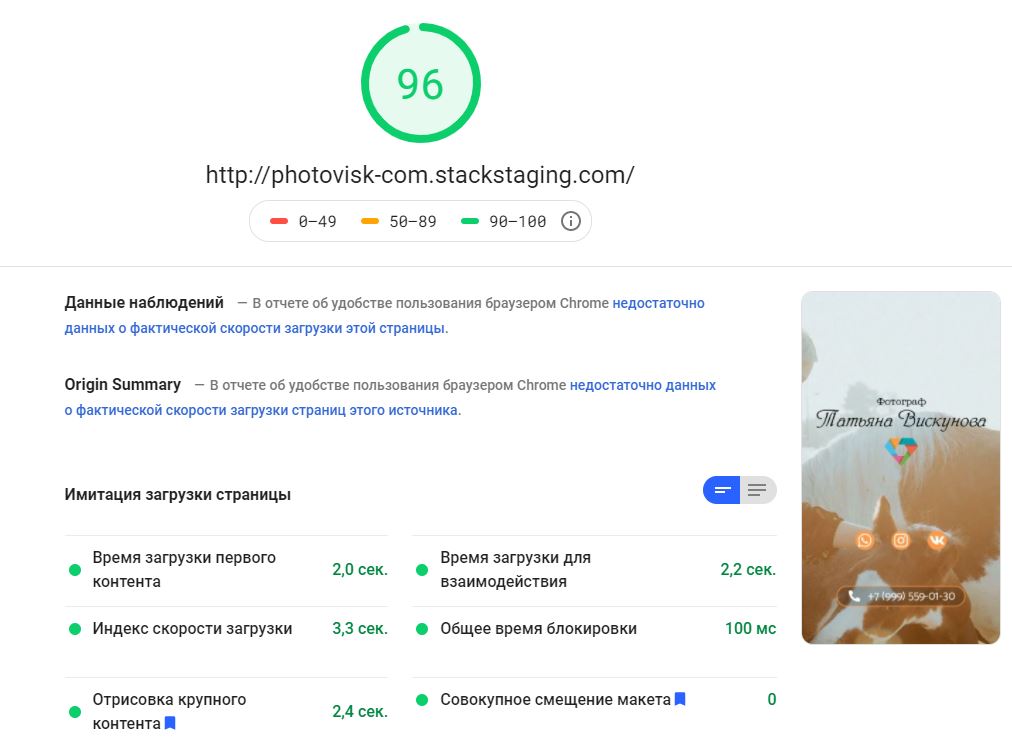 96
http://photovisk-com.stackstaging.com/
0–49 50–89 90–100
Данные наблюдений — В отчете об удобстве пользования браузером Chrome недостаточно
данных о фактической скорости загрузки этой страницы.
Origin Summary — В отчете об удобстве пользования браузером Chrome недостаточно данных
о фактической скорости загрузки страниц этого источника.
Имитация загрузки страницы
Время загрузки первого
контента 2,0 сек.
Время загрузки для
взаимодействия 2,2 сек.
Индекс скорости загрузки 3,3 сек.
Общее время блокировки 100 мс
Отрисовка крупного
контента 2,4 сек.
Совокупное смещение макета 0
Фотограф
Татьяна Вискунова
+7 (999) 559-01-30